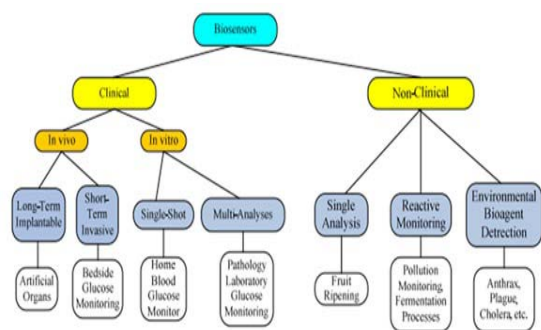 Biosensors
Clinical
Non-Clinical
In vivo
In vitro
Long-Term
Implantable
Short-
Term
Invasive
Single-Shot
Multi-Analyses
Single
Analysis
Reactive
Monitoring
Environmental
Bioagent
Detrection
Artificial
Organs
Bedside
Glucose
Monitoring
Home
Blood
Glucose
Monitor
Pathology
Laboratory
Glucose
Monitoring
Fruit
Ripening
Pollution
Monitoring,
Fermentation
Processes
Anthrax,
Plague,
Cholera, etc.